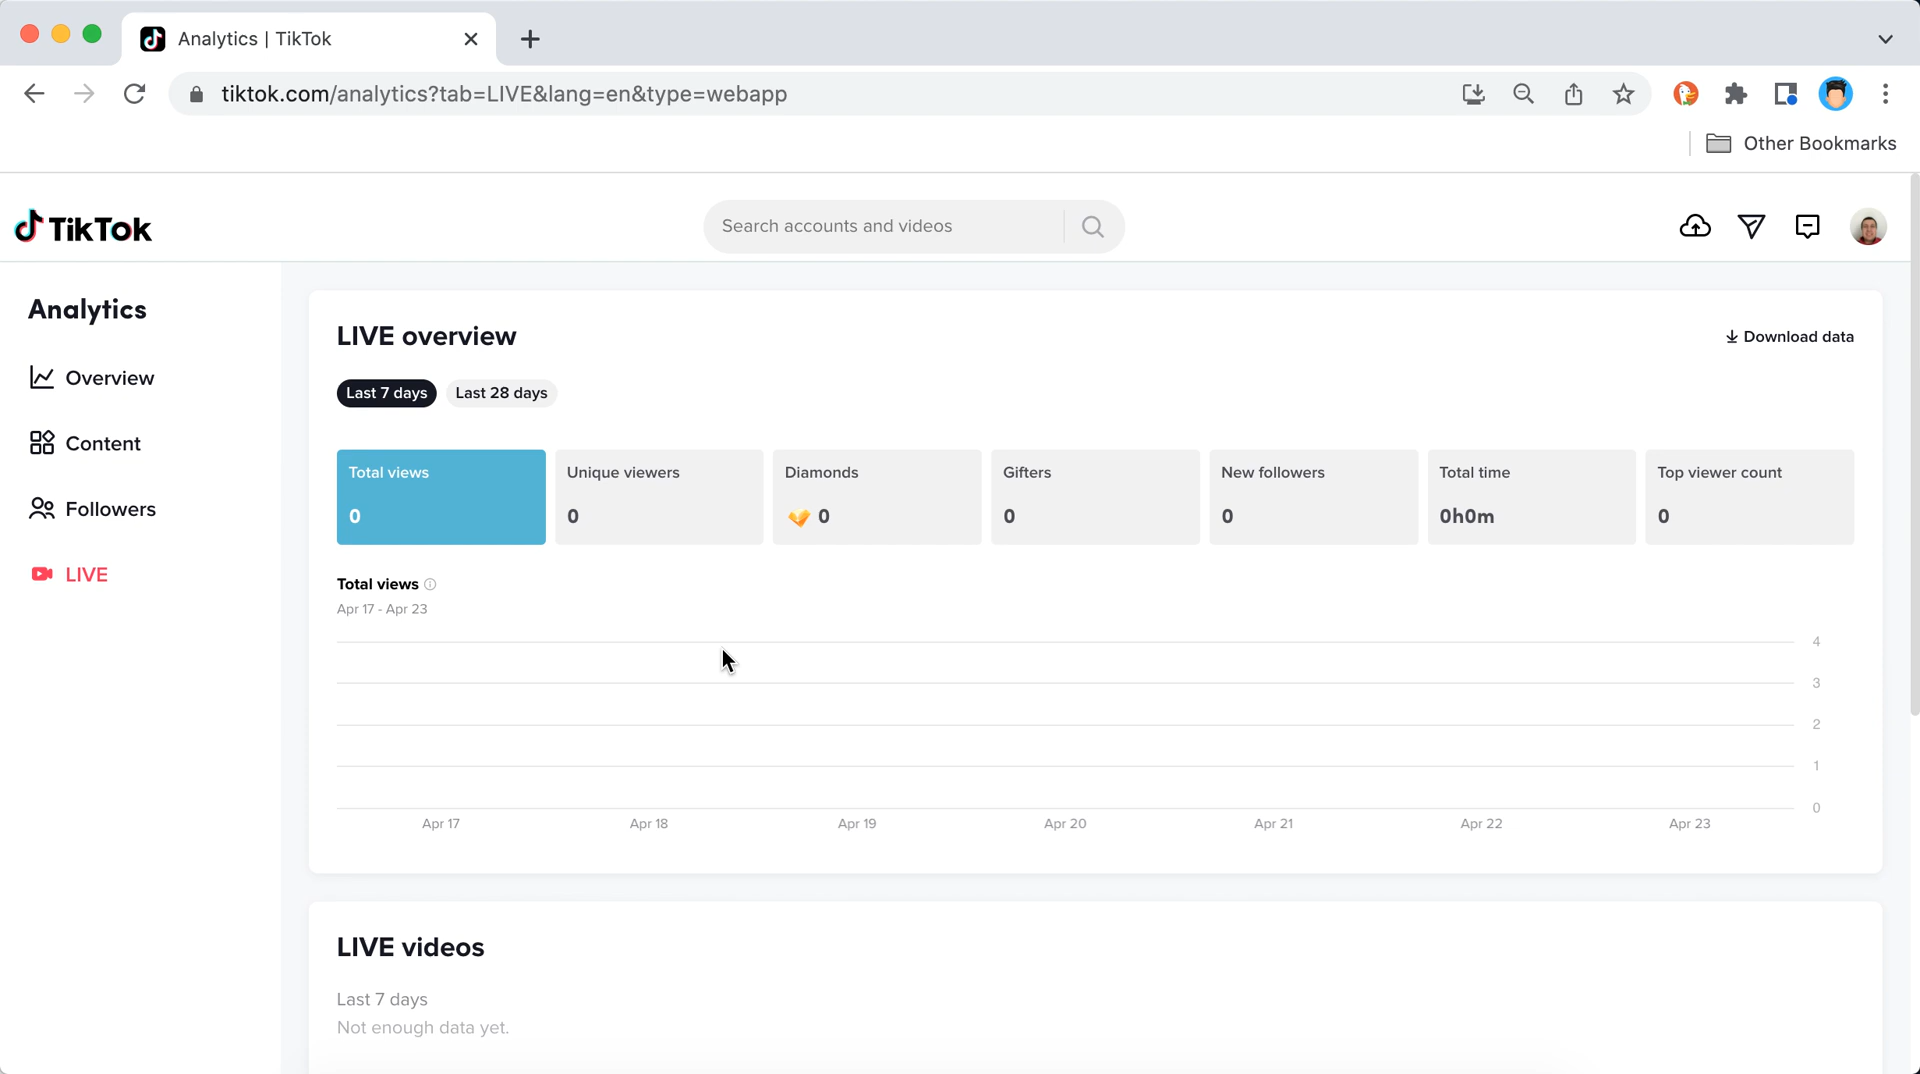 Analytics | TikTok
tiktok.com/analytics?tab=LIVE&lang=en&type=webapp
Other Bookmarks
TikTok
Search accounts and videos
Analytics
Overview
Content
Followers
LIVE
LIVE overview
Download data
Last 7 days Last 28 days
Total views Unique viewers Diamonds Gifters New followers Total time Top viewer count
0 0 0 0 0 0h0m 0
Total views
Apr 17 - Apr 23
4
3
2
1
0
Apr 17 Apr 18 Apr 19 Apr 20 Apr 21 Apr 22 Apr 23
LIVE videos
Last 7 days
Not enough data yet.